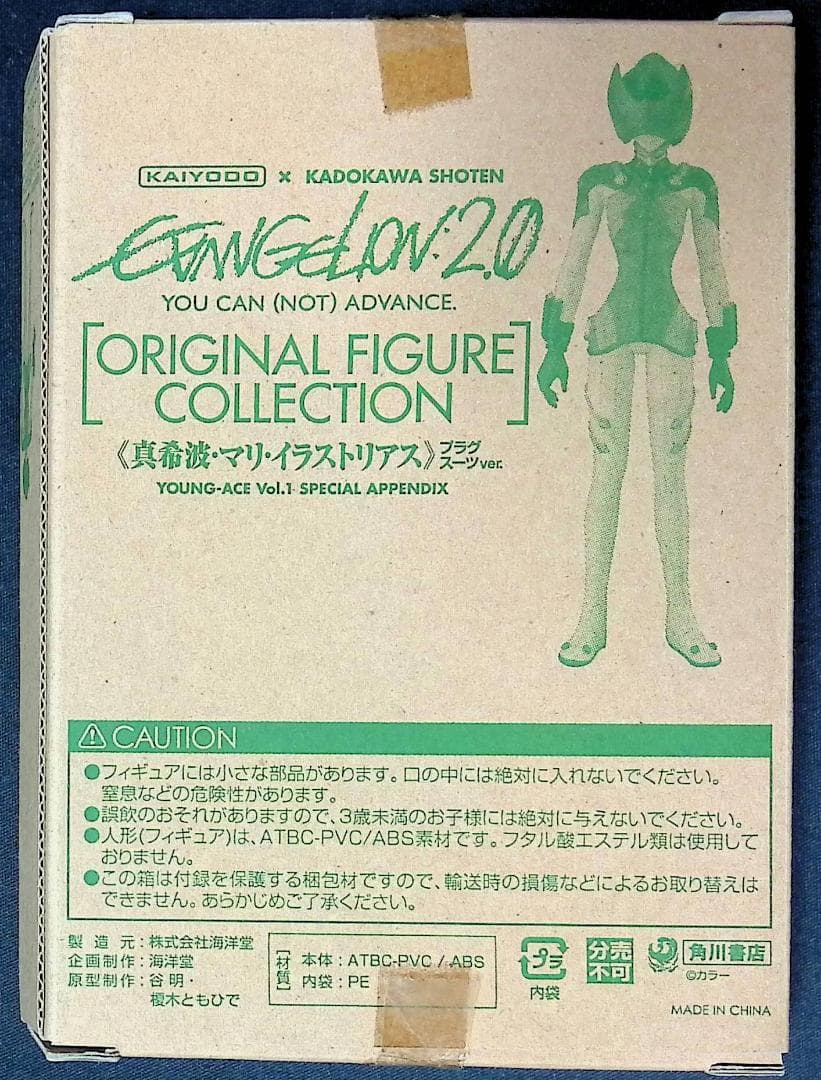 KAIYODO × KADOKAWA SHOTEN
EVANGELION:2.0
YOU CAN (NOT) ADVANCE.
[ORIGINAL FIGURE
COLLECTION]
《真希波・マリ・イラストリアス》プラグスーツver.
YOUNG-ACE Vol.1 SPECIAL APPENDIX
⚠CAUTION
●フィギュアには小さな部品があります。口の中には絶対に入れないでください。
窒息などの危険性があります。
●誤飲のおそれがありますので、3歳未満のお子様には絶対に与えないでください。
●人形(フィギュア)は、ATBC-PVC/ABS素材です。フタル酸エステル類は使用して
おりません。
●この箱は付録を保護する梱包材ですので、輸送時の損傷などによるお取り替えは
できません。あらかじめご了承ください。
製造元:株式会社海洋堂
企画制作:海洋堂
原型制作:谷明・
榎木ともひで
[材質]
本体:ATBC-PVC/ABS
内袋:PE
プラ
内袋
分売
不可
角川書店
©カラー
MADE IN CHINA